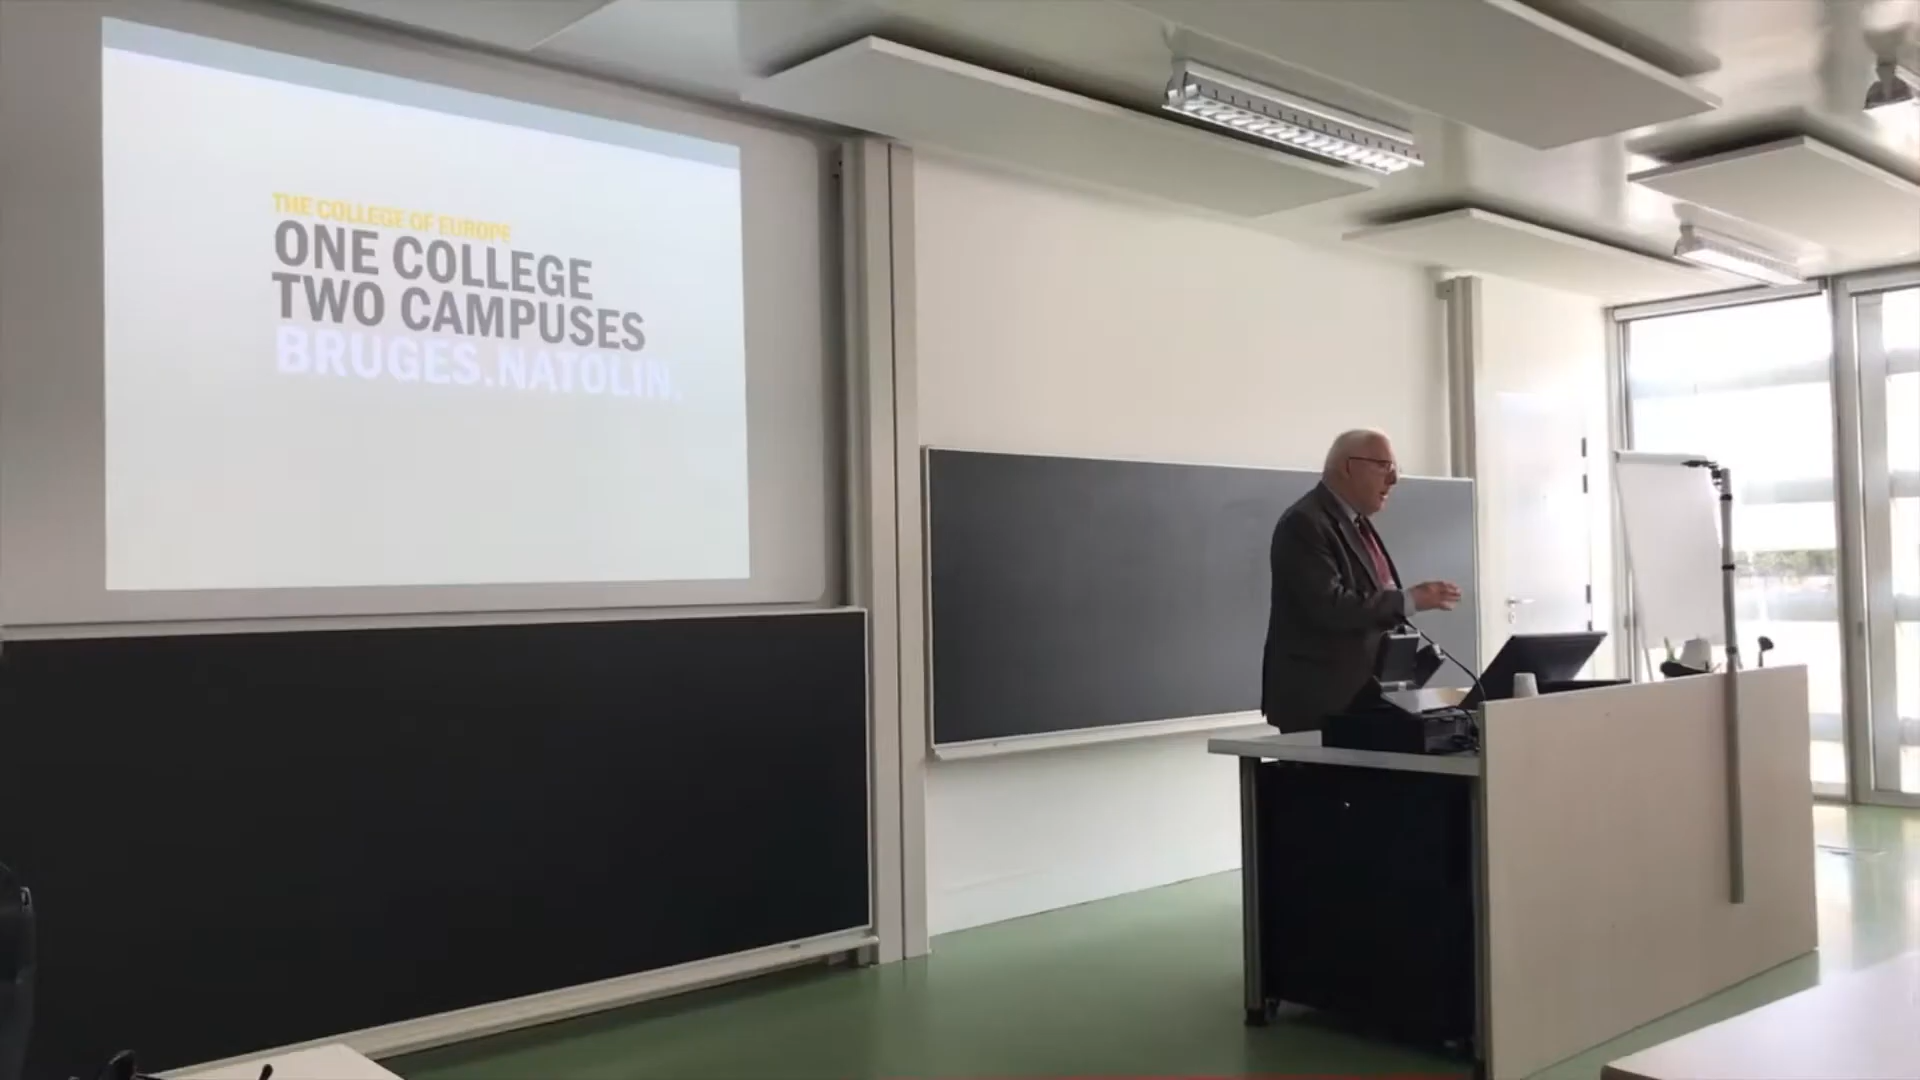 THE COLLEGE OF EUROPE
ONE COLLEGE
TWO CAMPUSES
BRUGES.NATOLIN.